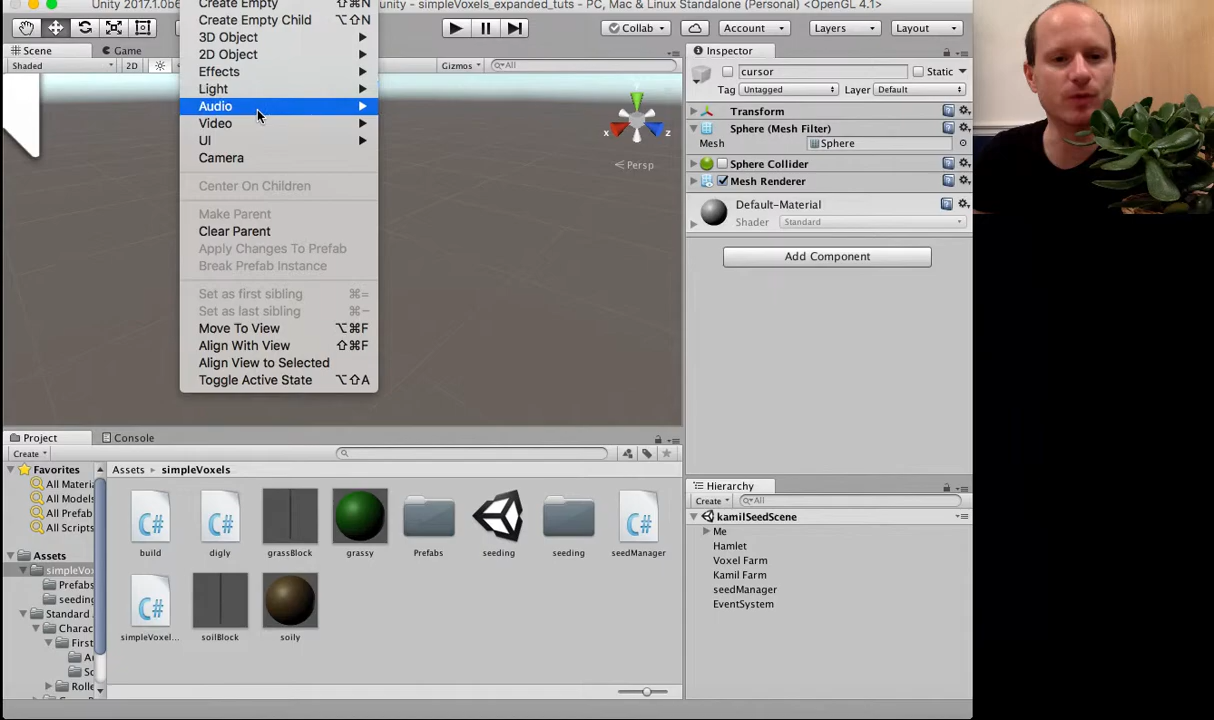 Unity 2017.1.0b6
unity - simpleVoxels_expanded_tuts - PC, Mac & Linux Standalone (Personal) <OpenGL 4.1>
Collab
Account
Layers
Layout
Scene
Game
Shaded
2D
Gizmos
All
Persp
x
z
Create Empty ⇧⌘N
Create Empty Child ⌥⇧N
3D Object
2D Object
Effects
Light
Audio
Video
UI
Camera
Center On Children
Make Parent
Clear Parent
Apply Changes To Prefab
Break Prefab Instance
Set as first sibling ⌘=
Set as last sibling ⌘-
Move To View ⌥⌘F
Align With View ⇧⌘F
Align View to Selected
Toggle Active State ⌥⇧A
Inspector
cursor
Static
Tag Untagged
Layer Default
Transform
Sphere (Mesh Filter)
Mesh Sphere
Sphere Collider
Mesh Renderer
Default-Material
Shader Standard
Add Component
Project
Console
Create
Favorites
All Materi
All Models
All Prefab
All Scripts
Assets
simpleVox
Prefabs
seeding
Standard
Charac
First
Au
Sc
Rolle
Assets
simpleVoxels
C#
C#
C#
build
digly
grassBlock
grassy
Prefabs
seeding
seeding
seedManager
C#
simpleVoxel...
soilBlock
soily
Hierarchy
Create
All
kamilSeedScene
Me
Hamlet
Voxel Farm
Kamil Farm
seedManager
EventSystem